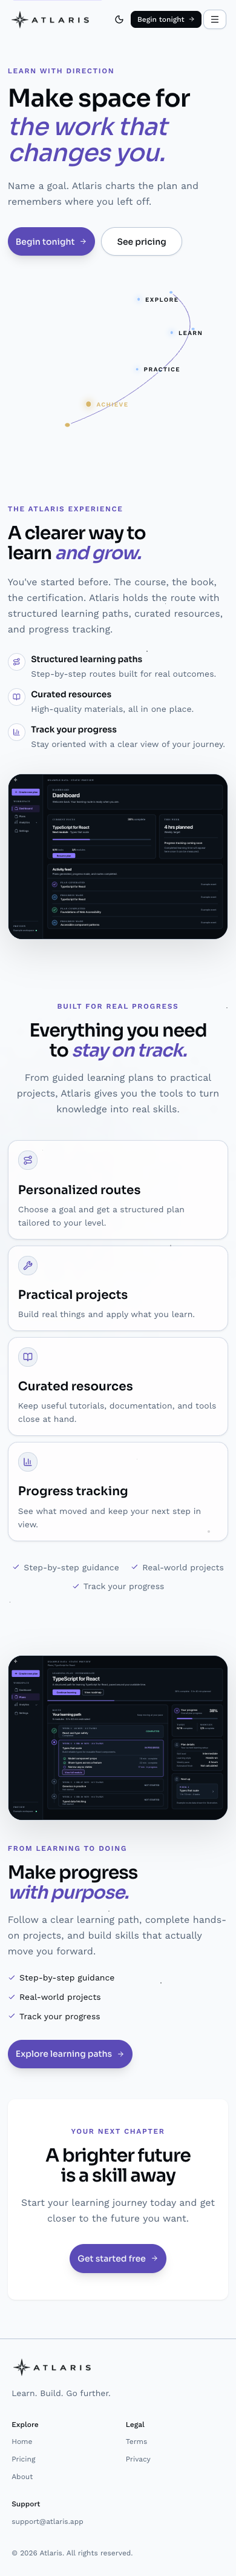 ATLARIS
Begin tonight
LEARN WITH DIRECTION
Make space for
the work that
changes you.
Name a goal. Atlaris charts the plan and
remembers where you left off.
Begin tonight
See pricing
EXPLORE
LEARN
PRACTICE
ACHIEVE
THE ATLARIS EXPERIENCE
A clearer way to
learn and grow.
You've started before. The course, the book,
the certification. Atlaris holds the route with
structured learning paths, curated resources,
and progress tracking.
Structured learning paths
Step-by-step routes built for real outcomes.
Curated resources
High-quality materials, all in one place.
Track your progress
Stay oriented with a clear view of your journey.
Dashboard
TypeScript for React
4 hrs planned
Activity feed
BUILT FOR REAL PROGRESS
Everything you need
to stay on track.
From guided learning plans to practical
projects, Atlaris gives you the tools to turn
knowledge into real skills.
Personalized routes
Choose a goal and get a structured plan
tailored to your level.
Practical projects
Build real things and apply what you learn.
Curated resources
Keep useful tutorials, documentation, and tools
close at hand.
Progress tracking
See what moved and keep your next step in
view.
Step-by-step guidance
Real-world projects
Track your progress
TypeScript for React
Your learning path
38%
FROM LEARNING TO DOING
Make progress
with purpose.
Follow a clear learning path, complete hands-
on projects, and build skills that actually
move you forward.
Step-by-step guidance
Real-world projects
Track your progress
Explore learning paths
YOUR NEXT CHAPTER
A brighter future
is a skill away
Start your learning journey today and get
closer to the future you want.
Get started free
ATLARIS
Learn. Build. Go further.
Explore
Legal
Home
Terms
Pricing
Privacy
About
Support
support@atlaris.app
© 2026 Atlaris. All rights reserved.